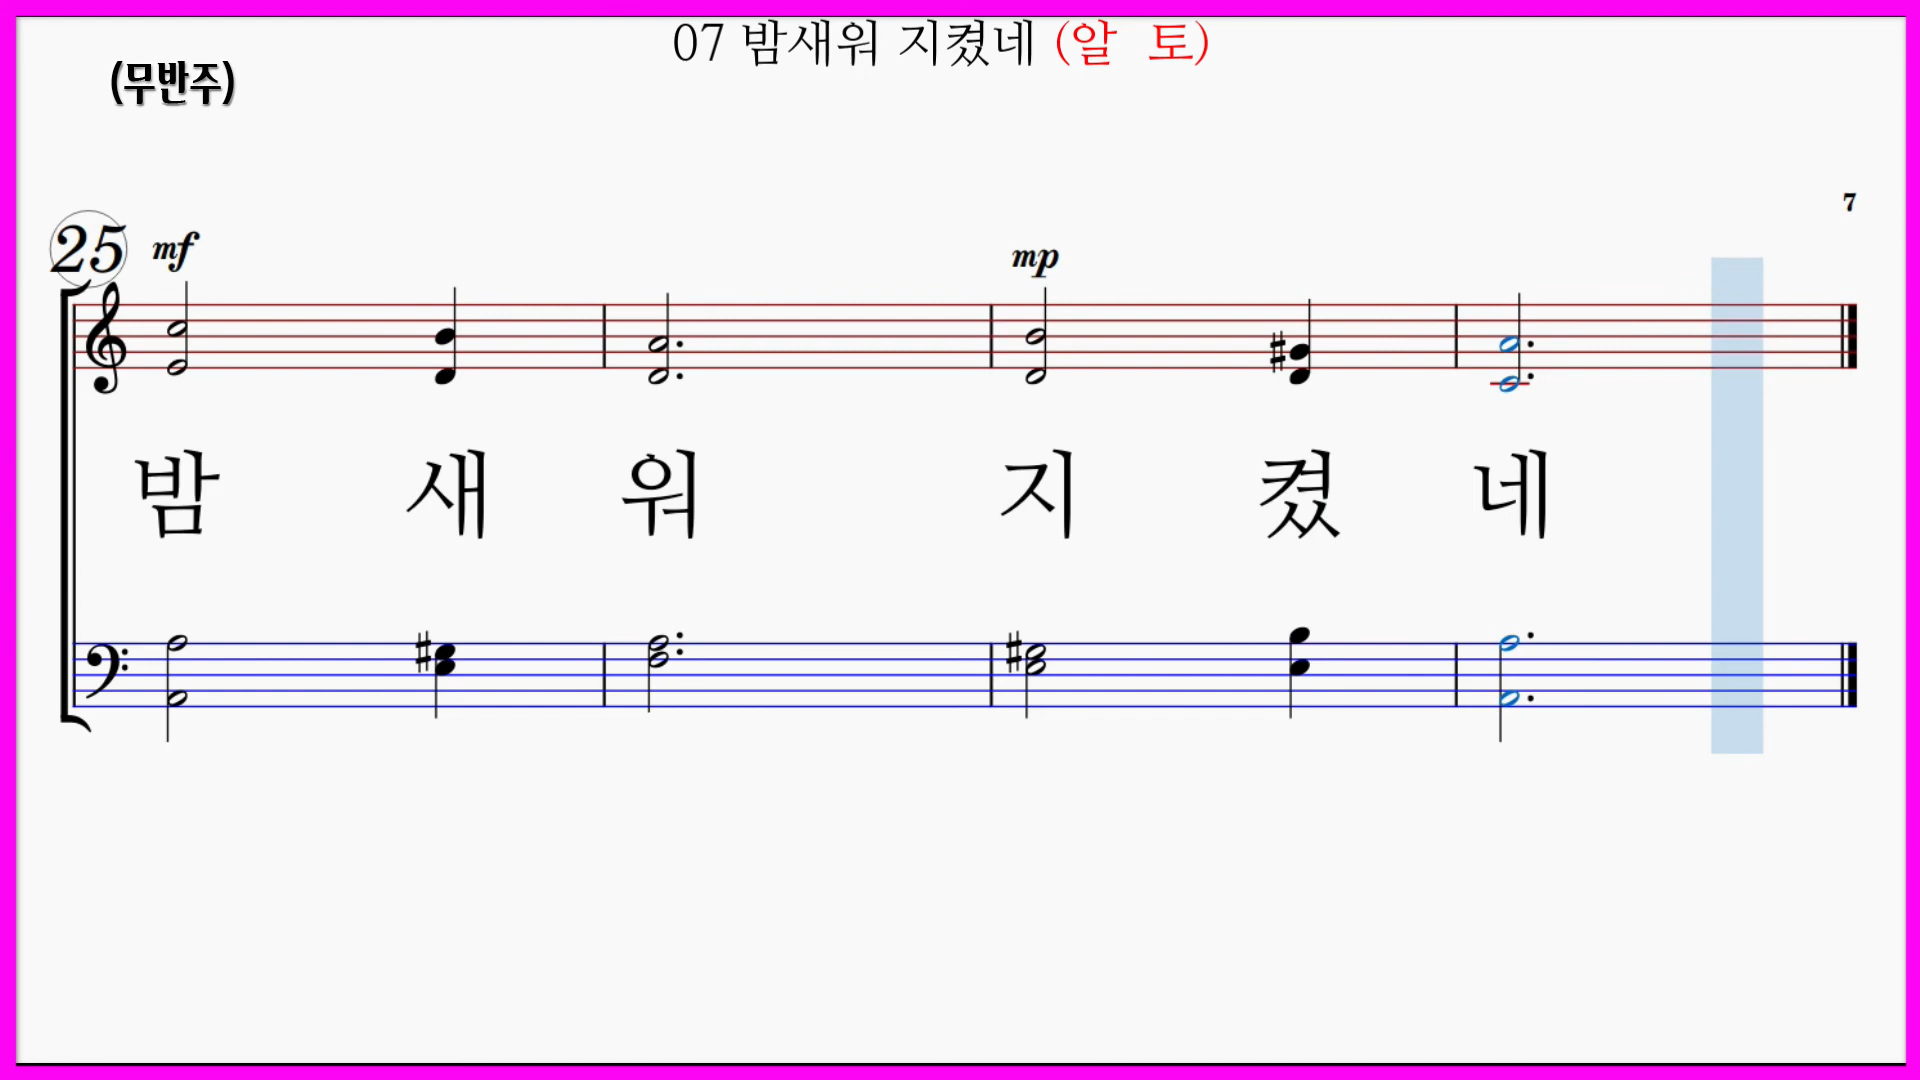 07 밤새워 지켰네 (알 토)
(무반주)
7
25 mf mp
밤 새 워 지 켰 네